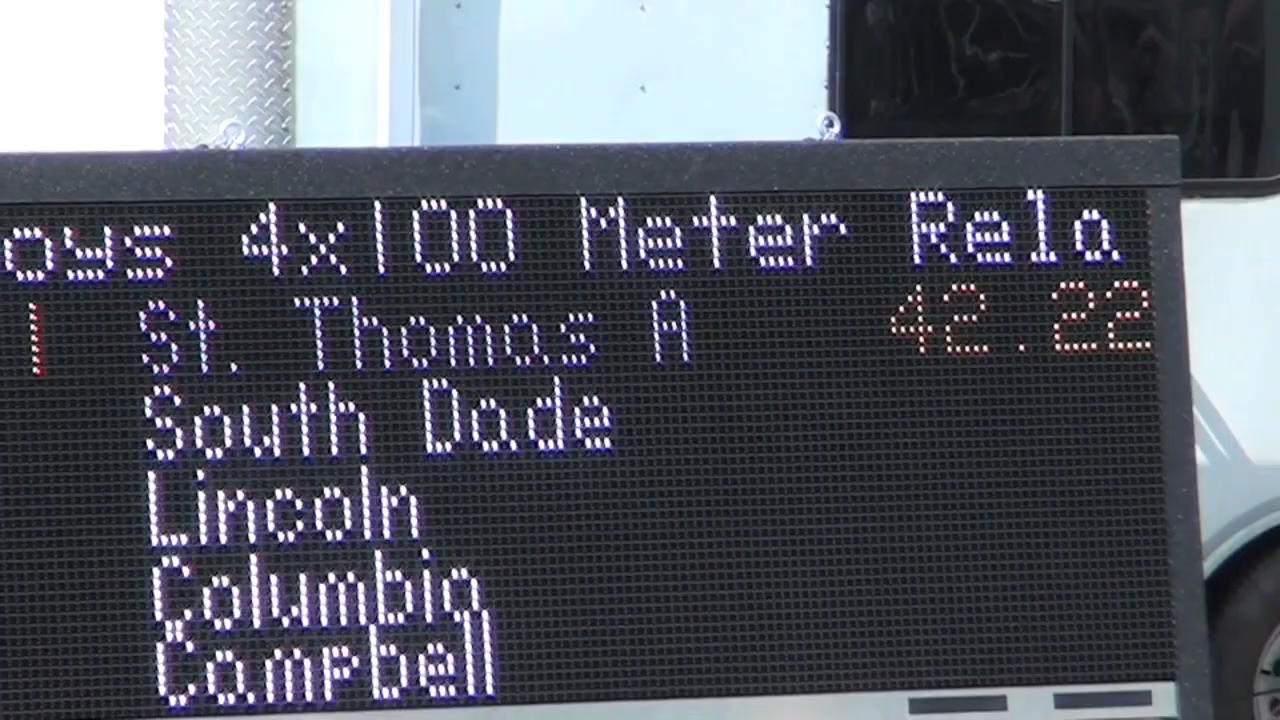 oys 4x100 Meter Rela
1 St. Thomas A 42.22
South Dade
Lincoln
Columbia
Campbell